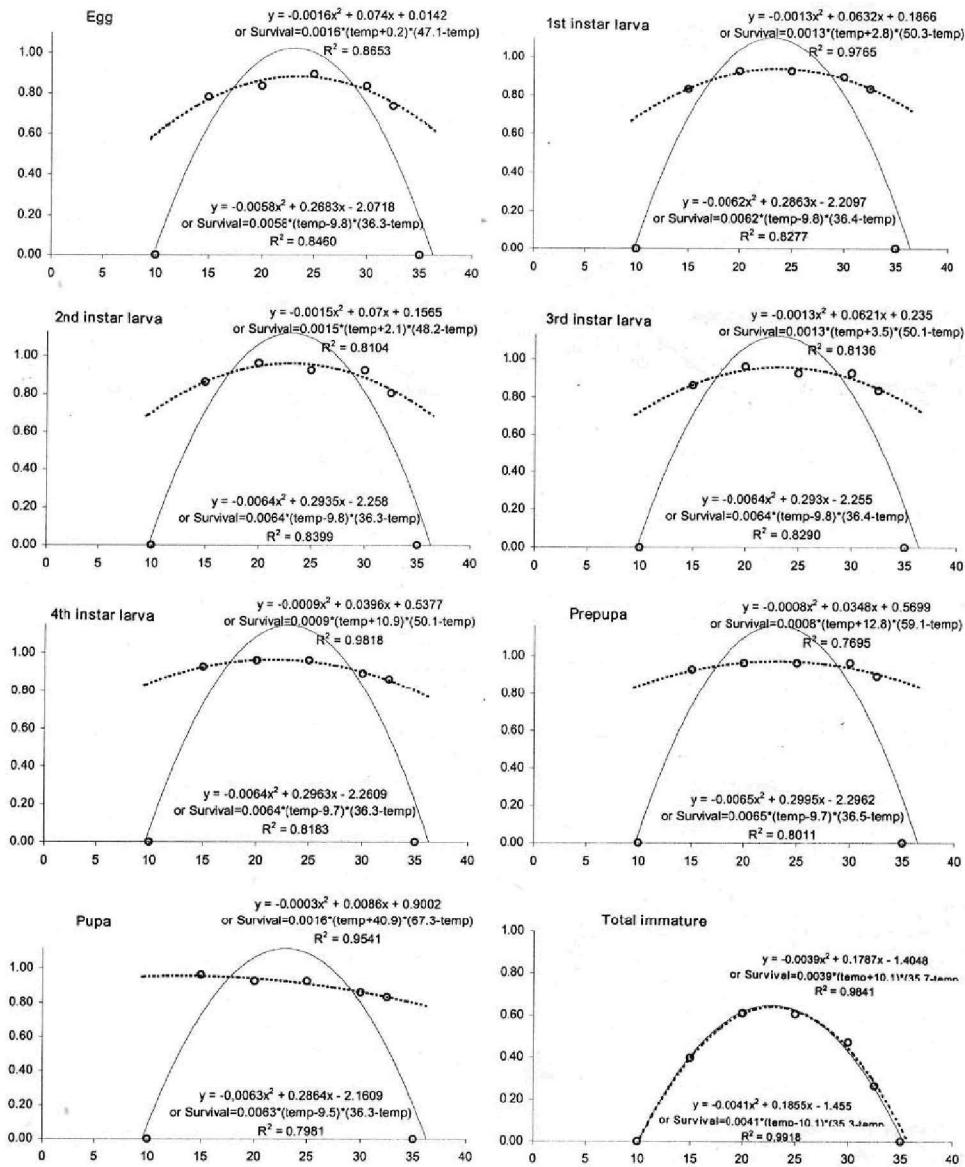 Egg
y = -0.0016x² + 0.074x + 0.0142
or Survival=0.0016*(temp+0.2)*(47.1-temp)
R² = 0.8653
1.00
0.80
0.60
0.40
0.20
0.00
y = -0.0058x² + 0.2683x - 2.0718
or Survival=0.0058*(temp-9.8)*(36.3-temp)
R² = 0.8460
0 5 10 15 20 25 30 35 40
1st instar larva
y = -0.0013x² + 0.0632x + 0.1866
or Survival=0.0013*(temp+2.8)*(50.3-temp)
R² = 0.9765
1.00
0.80
0.60
0.40
0.20
0.00
y = -0.0062x² + 0.2863x - 2.2097
or Survival=0.0062*(temp-9.8)*(36.4-temp)
R² = 0.8277
0 5 10 15 20 25 30 35 40
2nd instar larva
y = -0.0015x² + 0.07x + 0.1565
or Survival=0.0015*(temp+2.1)*(48.2-temp)
R² = 0.8104
1.00
0.80
0.60
0.40
0.20
0.00
y = -0.0064x² + 0.2935x - 2.258
or Survival=0.0064*(temp-9.8)*(36.3-temp)
R² = 0.8399
0 5 10 15 20 25 30 35 40
3rd instar larva
y = -0.0013x² + 0.0621x + 0.235
or Survival=0.0013*(temp+3.5)*(50.1-temp)
R² = 0.8136
1.00
0.80
0.60
0.40
0.20
0.00
y = -0.0064x² + 0.293x - 2.255
or Survival=0.0064*(temp-9.8)*(36.4-temp)
R² = 0.8290
0 5 10 15 20 25 30 35 40
4th instar larva
y = -0.0009x² + 0.0396x + 0.5377
or Survival=0.0009*(temp+10.9)*(50.1-temp)
R² = 0.9818
1.00
0.80
0.60
0.40
0.20
0.00
y = -0.0064x² + 0.2963x - 2.2609
or Survival=0.0064*(temp-9.7)*(36.3-temp)
R² = 0.8183
0 5 10 15 20 25 30 35 40
Prepupa
y = -0.0008x² + 0.0348x + 0.5699
or Survival=0.0008*(temp+12.8)*(59.1-temp)
R² = 0.7695
1.00
0.80
0.60
0.40
0.20
0.00
y = -0.0065x² + 0.2995x - 2.2962
or Survival=0.0065*(temp-9.7)*(36.5-temp)
R² = 0.8011
0 5 10 15 20 25 30 35 40
Pupa
y = -0.0003x² + 0.0086x + 0.9002
or Survival=0.0016*(temp+40.9)*(67.3-temp)
R² = 0.9541
1.00
0.80
0.60
0.40
0.20
0.00
y = -0.0063x² + 0.2864x - 2.1609
or Survival=0.0063*(temp-9.5)*(36.3-temp)
R² = 0.7981
0 5 10 15 20 25 30 35 40
Total immature
y = -0.0039x² + 0.1787x - 1.4048
or Survival=0.0039*(temp+10.1)*(35.7-temp
R² = 0.9841
1.00
0.80
0.60
0.40
0.20
0.00
y = -0.0041x² + 0.1855x - 1.455
or Survival=0.0041*(temp-10.1)*(35.3-temp
R² = 0.9918
0 5 10 15 20 25 30 35 40